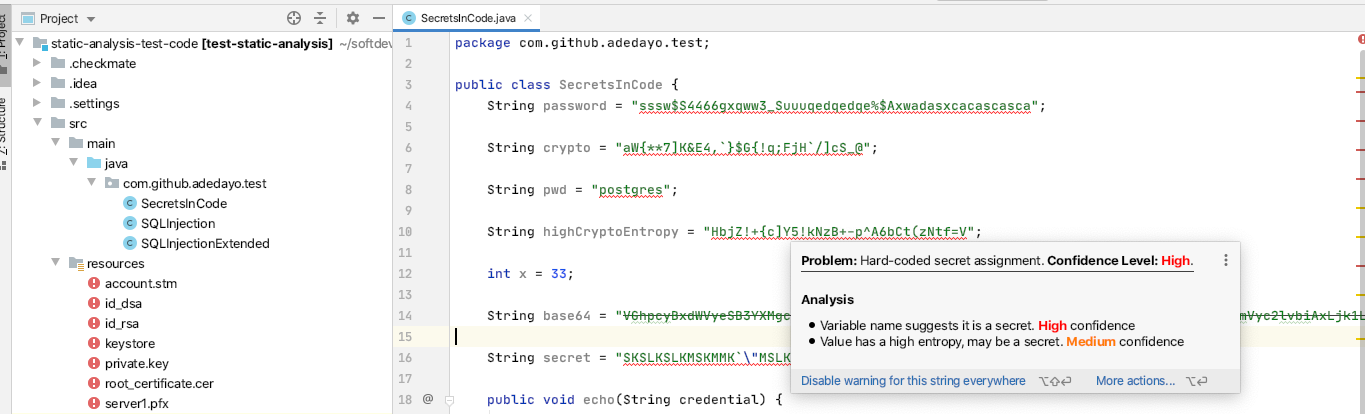 Project
SecretsInCode.java
1: Project
static-analysis-test-code [test-static-analysis] ~/softdev
.checkmate
.idea
.settings
src
main
java
com.github.adedayo.test
SecretsInCode
SQLInjection
SQLInjectionExtended
resources
account.stm
id_dsa
id_rsa
keystore
private.key
root_certificate.cer
server1.pfx
Z: Structure
1 package com.github.adedayo.test;
2
3 public class SecretsInCode {
4 String password = "sssw$S4466gxqww3_Suuuqedqedqe%$Axwadasxcacascasca";
5
6 String crypto = "aW{**7]K&E4,`}$G{!q;FjH`/]cS_@";
7
8 String pwd = "postgres";
9
10 String highCryptoEntropy = "HbjZ!+{c]Y5!kNzB+-p^A6bCt(zNtf=V";
11
12 int x = 33;
13
14 String base64 = "VGhpcyBxdWVyeSB3YXMgc mVyc2lvbiAxLjk1L
15
16 String secret = "SKSLKSLKMSKMMK`\"MSLK
17
18 @ public void echo(String credential) {
Problem: Hard-coded secret assignment. Confidence Level: High.
Analysis
• Variable name suggests it is a secret. High confidence
• Value has a high entropy, may be a secret. Medium confidence
Disable warning for this string everywhere ⌥⇧⏎ More actions... ⌥⏎